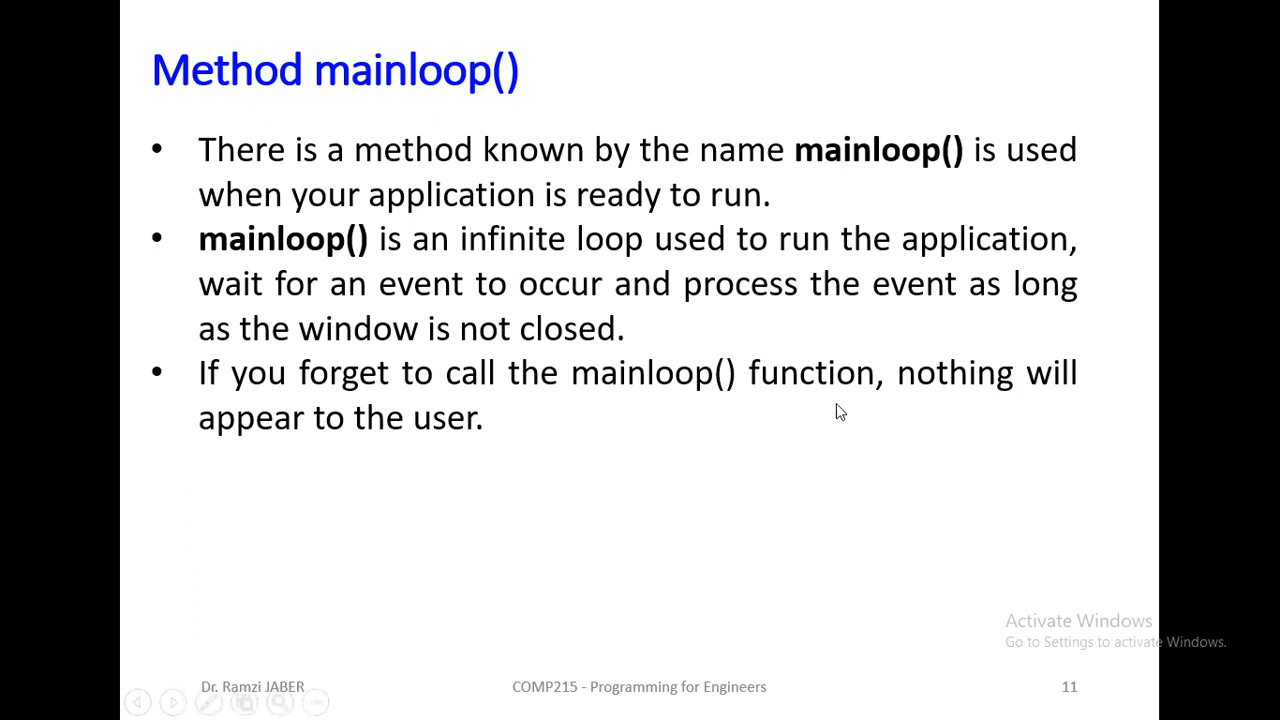 Method mainloop()
• There is a method known by the name mainloop() is used
when your application is ready to run.
• mainloop() is an infinite loop used to run the application,
wait for an event to occur and process the event as long
as the window is not closed.
• If you forget to call the mainloop() function, nothing will
appear to the user.
Activate Windows
Go to Settings to activate Windows.
Dr. Ramzi JABER
COMP215 - Programming for Engineers
11